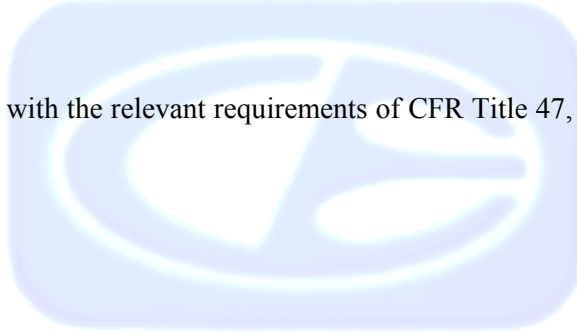 with the relevant requirements of CFR Title 47,